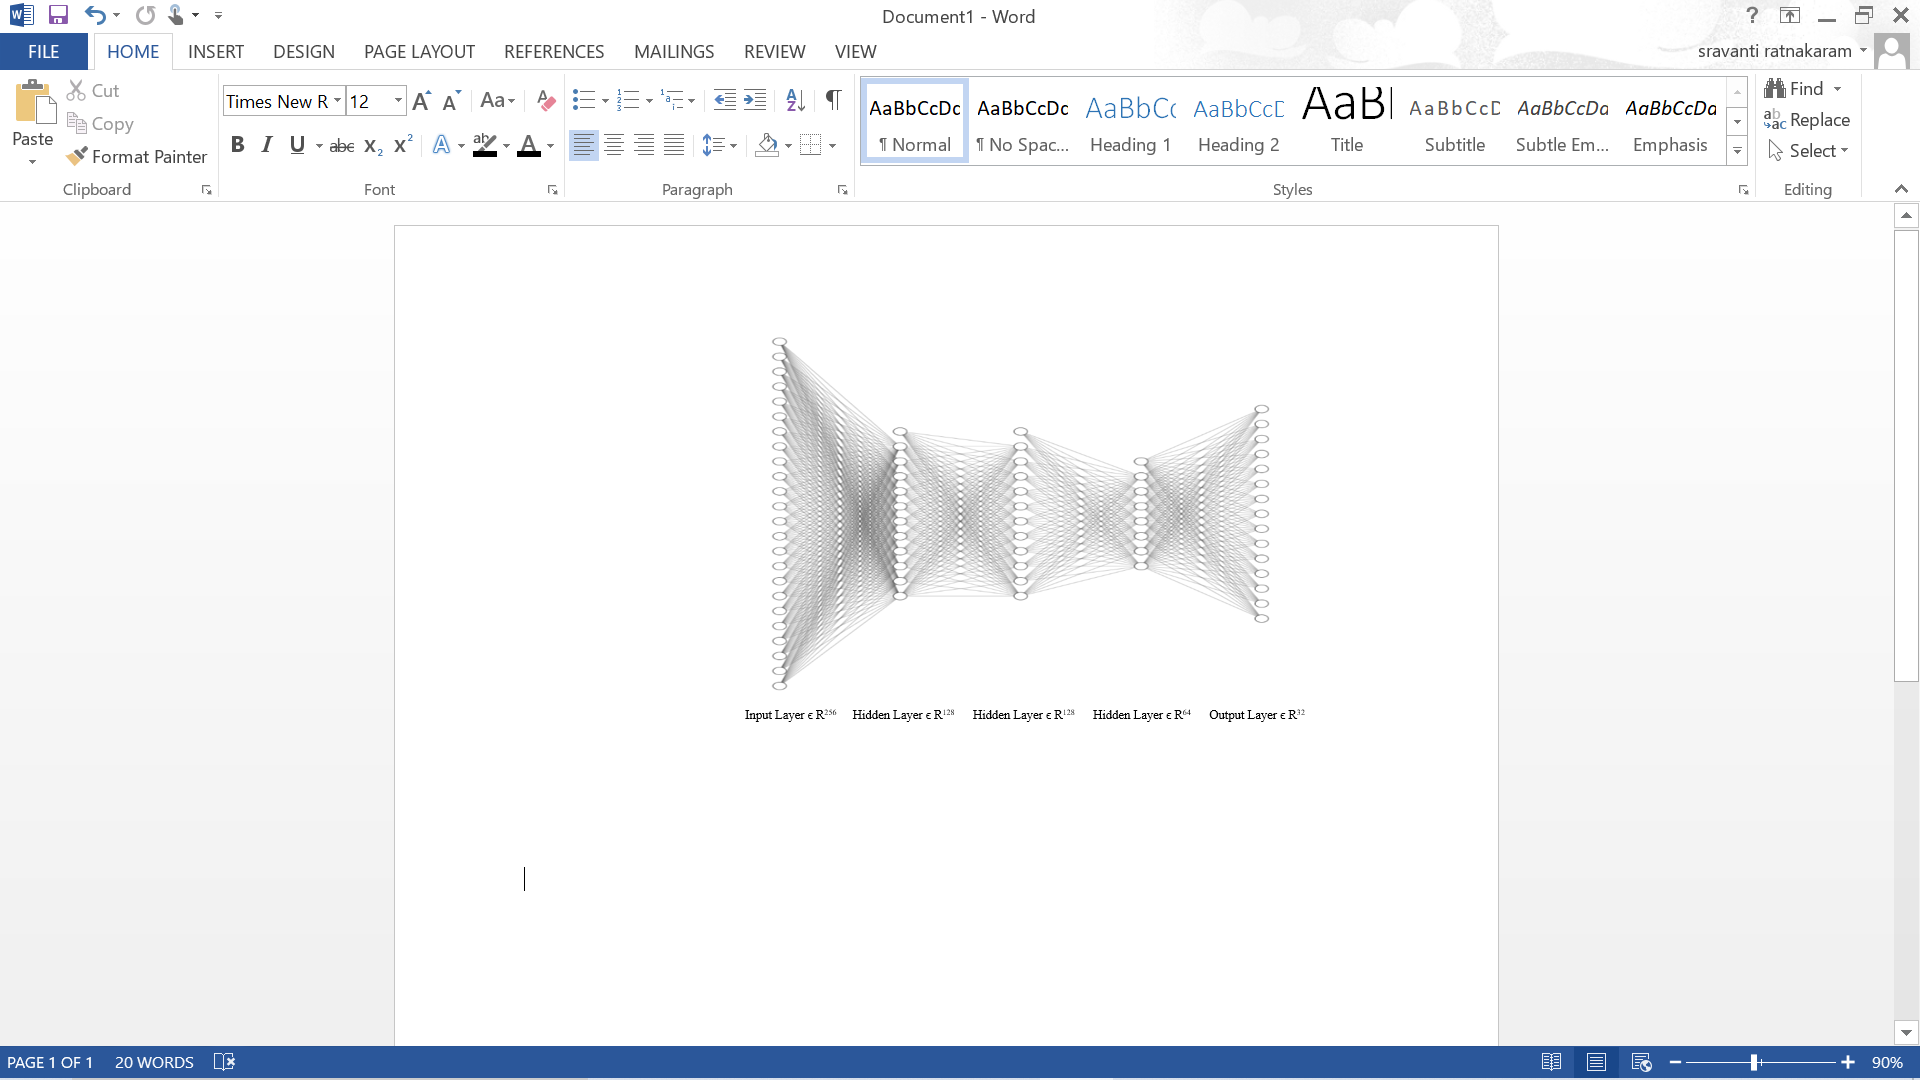 Document1 - Word
FILE HOME INSERT DESIGN PAGE LAYOUT REFERENCES MAILINGS REVIEW VIEW
sravanti ratnakaram
Paste
Cut
Copy
Format Painter
Clipboard
Times New R 12
Font
Paragraph
AaBbCcDc AaBbCcDc AaBbCc AaBbCcD AaBl AaBbCcD AaBbCcDa AaBbCcDa
¶ Normal ¶ No Spac... Heading 1 Heading 2 Title Subtitle Subtle Em... Emphasis
Styles
Find
Replace
Select
Editing
Input Layer ϵ R²⁵⁶ Hidden Layer ϵ R¹²⁸ Hidden Layer ϵ R¹²⁸ Hidden Layer ϵ R⁶⁴ Output Layer ϵ R³²
PAGE 1 OF 1 20 WORDS 90%